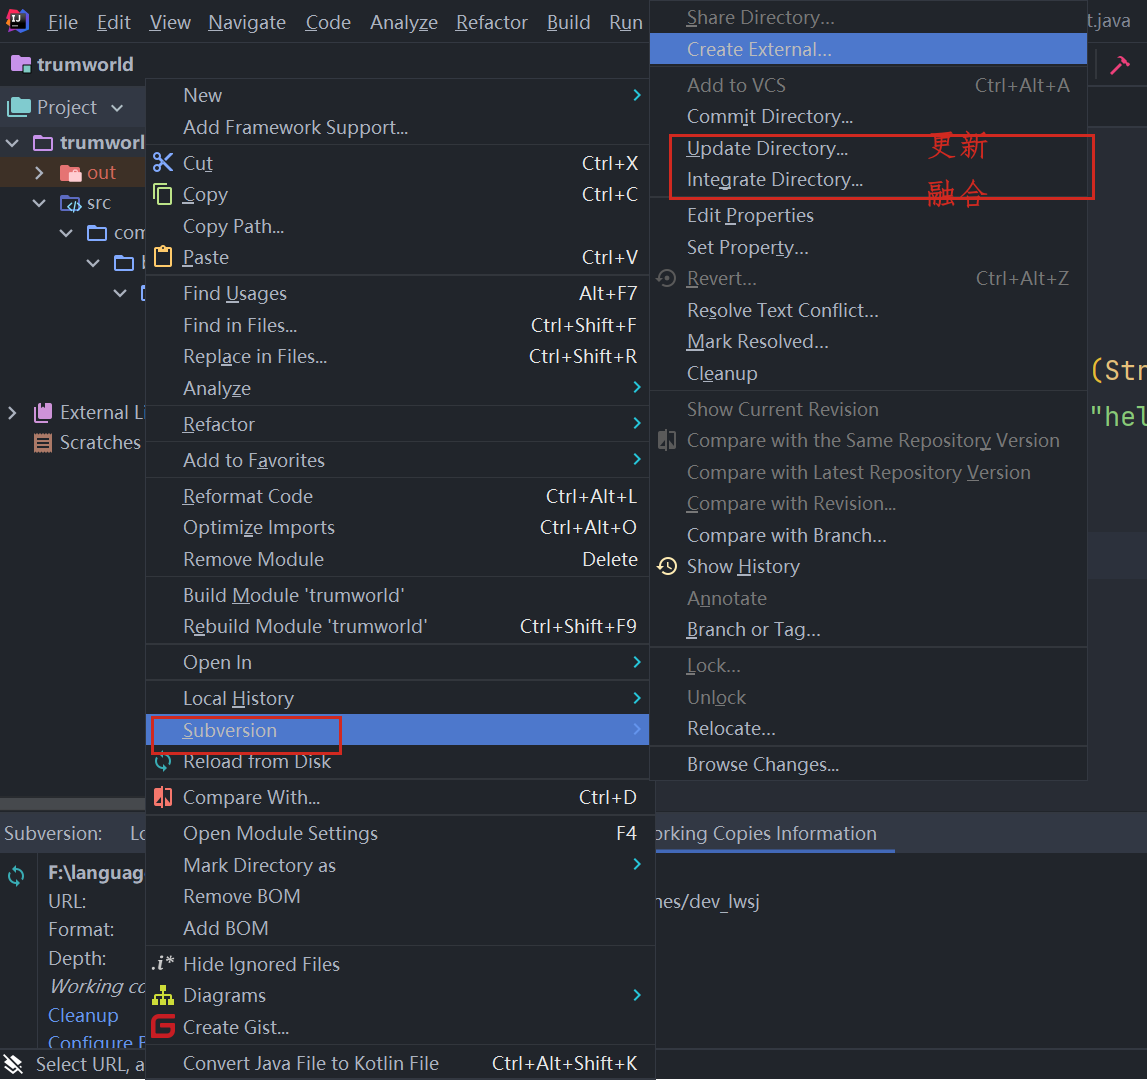 File Edit View Navigate Code Analyze Refactor Build Run
t.java
trumworld
Project
trumworl
out
src
com
External Li
Scratches
New
Add Framework Support...
Cut Ctrl+X
Copy Ctrl+C
Copy Path...
Paste Ctrl+V
Find Usages Alt+F7
Find in Files... Ctrl+Shift+F
Replace in Files... Ctrl+Shift+R
Analyze
Refactor
Add to Favorites
Reformat Code Ctrl+Alt+L
Optimize Imports Ctrl+Alt+O
Remove Module Delete
Build Module 'trumworld'
Rebuild Module 'trumworld' Ctrl+Shift+F9
Open In
Local History
Subversion
Reload from Disk
Compare With... Ctrl+D
Open Module Settings F4
Mark Directory as
Remove BOM
Add BOM
.i* Hide Ignored Files
Diagrams
Create Gist...
Convert Java File to Kotlin File Ctrl+Alt+Shift+K
Share Directory...
Create External...
Add to VCS Ctrl+Alt+A
Commit Directory...
Update Directory... 更新
Integrate Directory... 融合
Edit Properties
Set Property...
Revert... Ctrl+Alt+Z
Resolve Text Conflict...
Mark Resolved...
Cleanup
Show Current Revision
Compare with the Same Repository Version
Compare with Latest Repository Version
Compare with Revision...
Compare with Branch...
Show History
Annotate
Branch or Tag...
Lock...
Unlock
Relocate...
Browse Changes...
(Str
"hel
Subversion: Lo orking Copies Information
F:\languag
URL: hes/dev_lwsj
Format:
Depth:
Working co
Cleanup
Configure B
Select URL, a